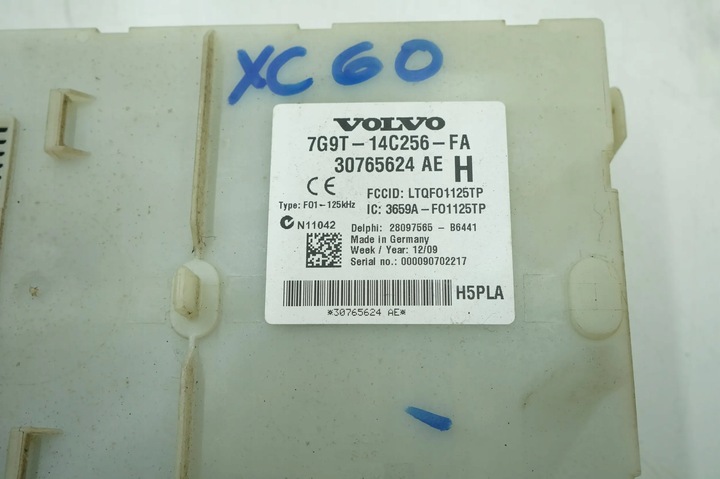 XC60
VOLVO
7G9T-14C256-FA
30765624 AE H
CE FCCID: LTQFO1125TP
Type: FO1-125kHz IC: 3659A-FO1125TP
N11042 Delphi: 28097565 - B6441
Made in Germany
Week / Year: 12/09
Serial no.: 000090702217
H5PLA
*30765624 AE*